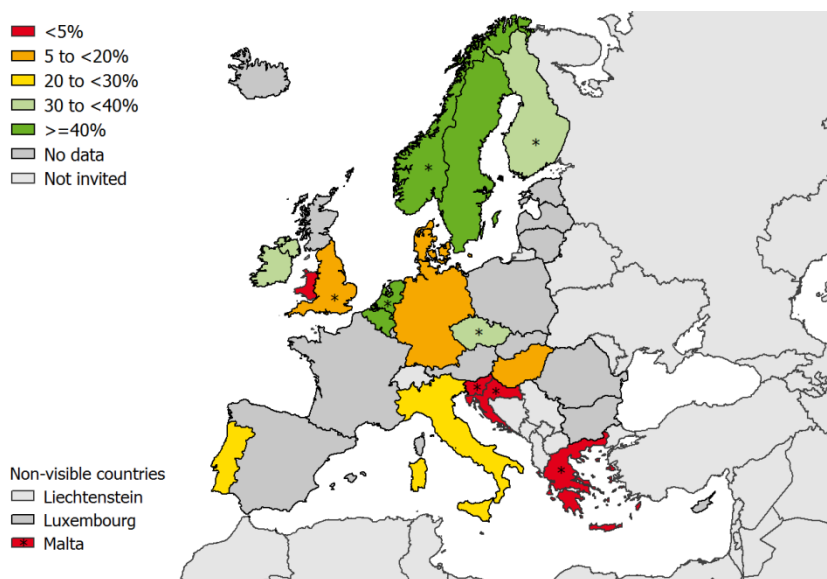 <5%
5 to <20%
20 to <30%
30 to <40%
>=40%
No data
Not invited
*
*
*
*
*
* *
*
Non-visible countries
Liechtenstein
Luxembourg
* Malta